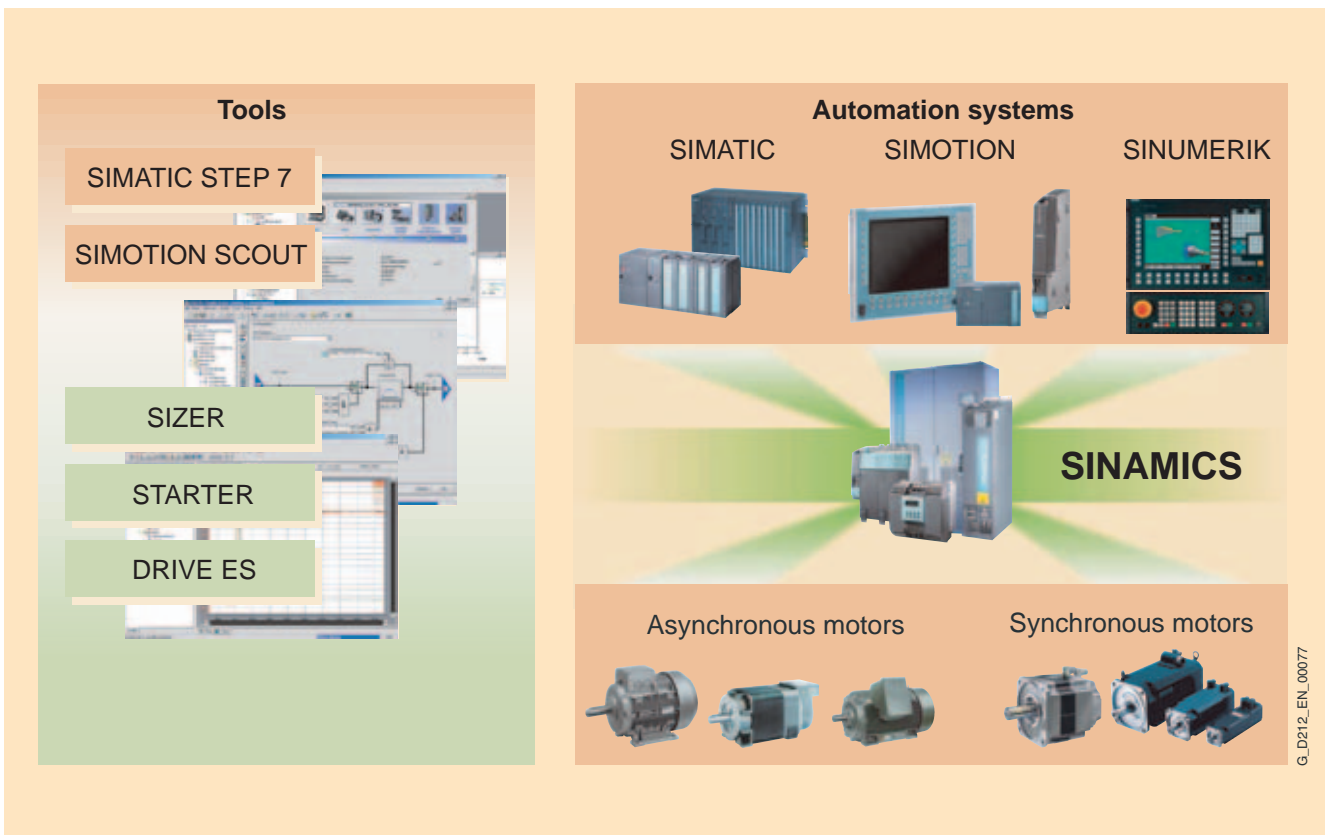 Tools
SIMATIC STEP 7
SIMOTION SCOUT
SIZER
STARTER
DRIVE ES
Automation systems
SIMATIC
SIMOTION
SINUMERIK
SINAMICS
Asynchronous motors
Synchronous motors
G_D212_EN_00077